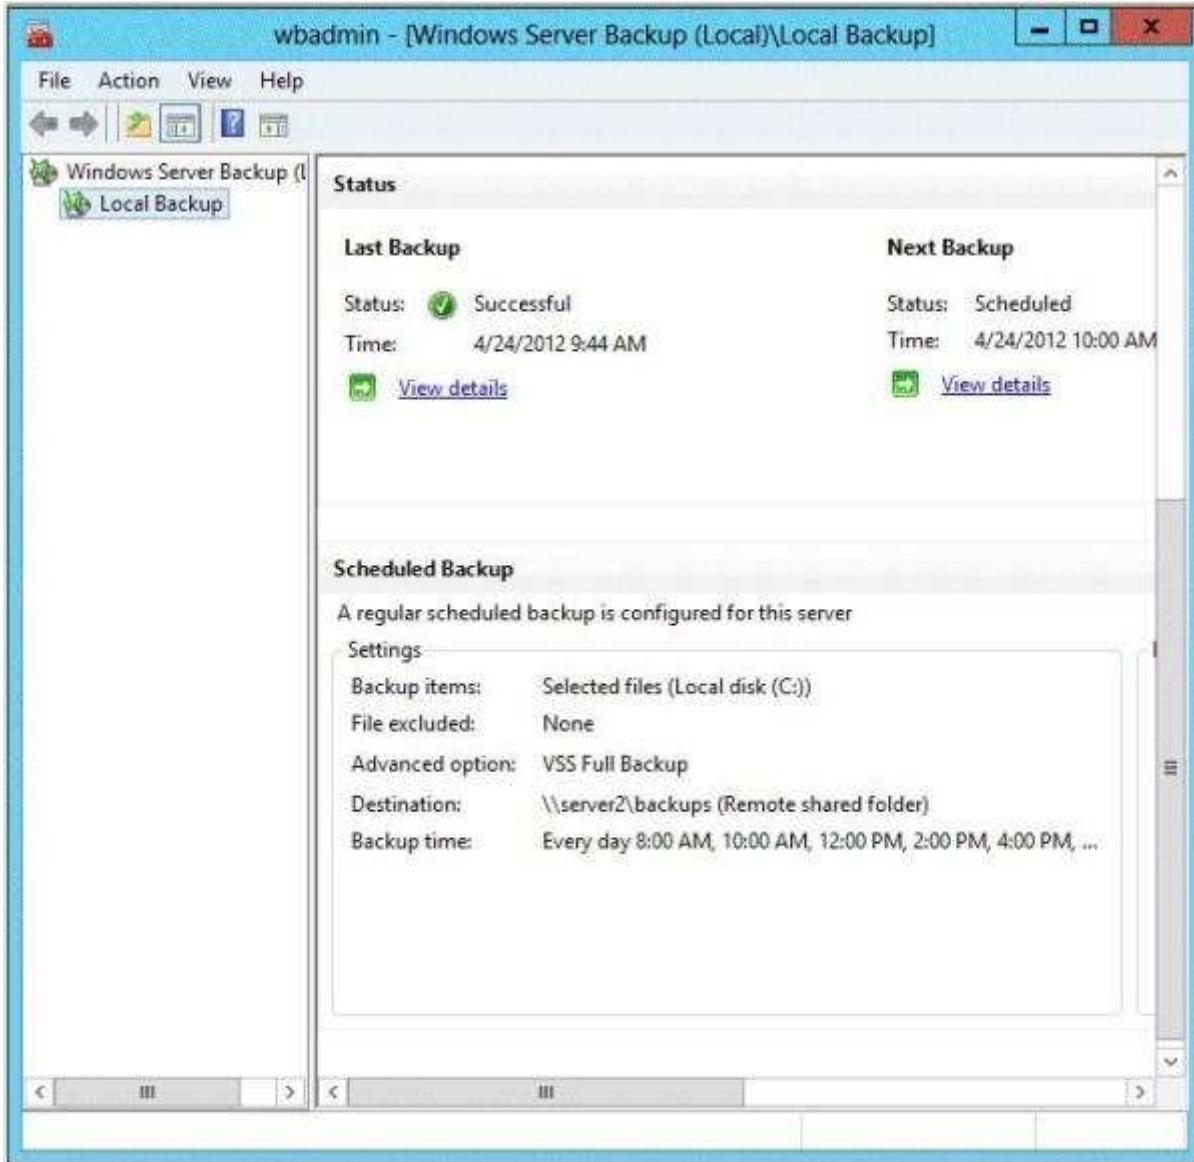 wbadmin - [Windows Server Backup (Local)\Local Backup]
File Action View Help
Windows Server Backup (L
Local Backup
Status
Last Backup
Next Backup
Status: Successful
Status: Scheduled
Time: 4/24/2012 9:44 AM
Time: 4/24/2012 10:00 AM
View details
View details
Scheduled Backup
A regular scheduled backup is configured for this server
Settings
Backup items: Selected files (Local disk (C:))
File excluded: None
Advanced option: VSS Full Backup
Destination: \\server2\backups (Remote shared folder)
Backup time: Every day 8:00 AM, 10:00 AM, 12:00 PM, 2:00 PM, 4:00 PM, ...